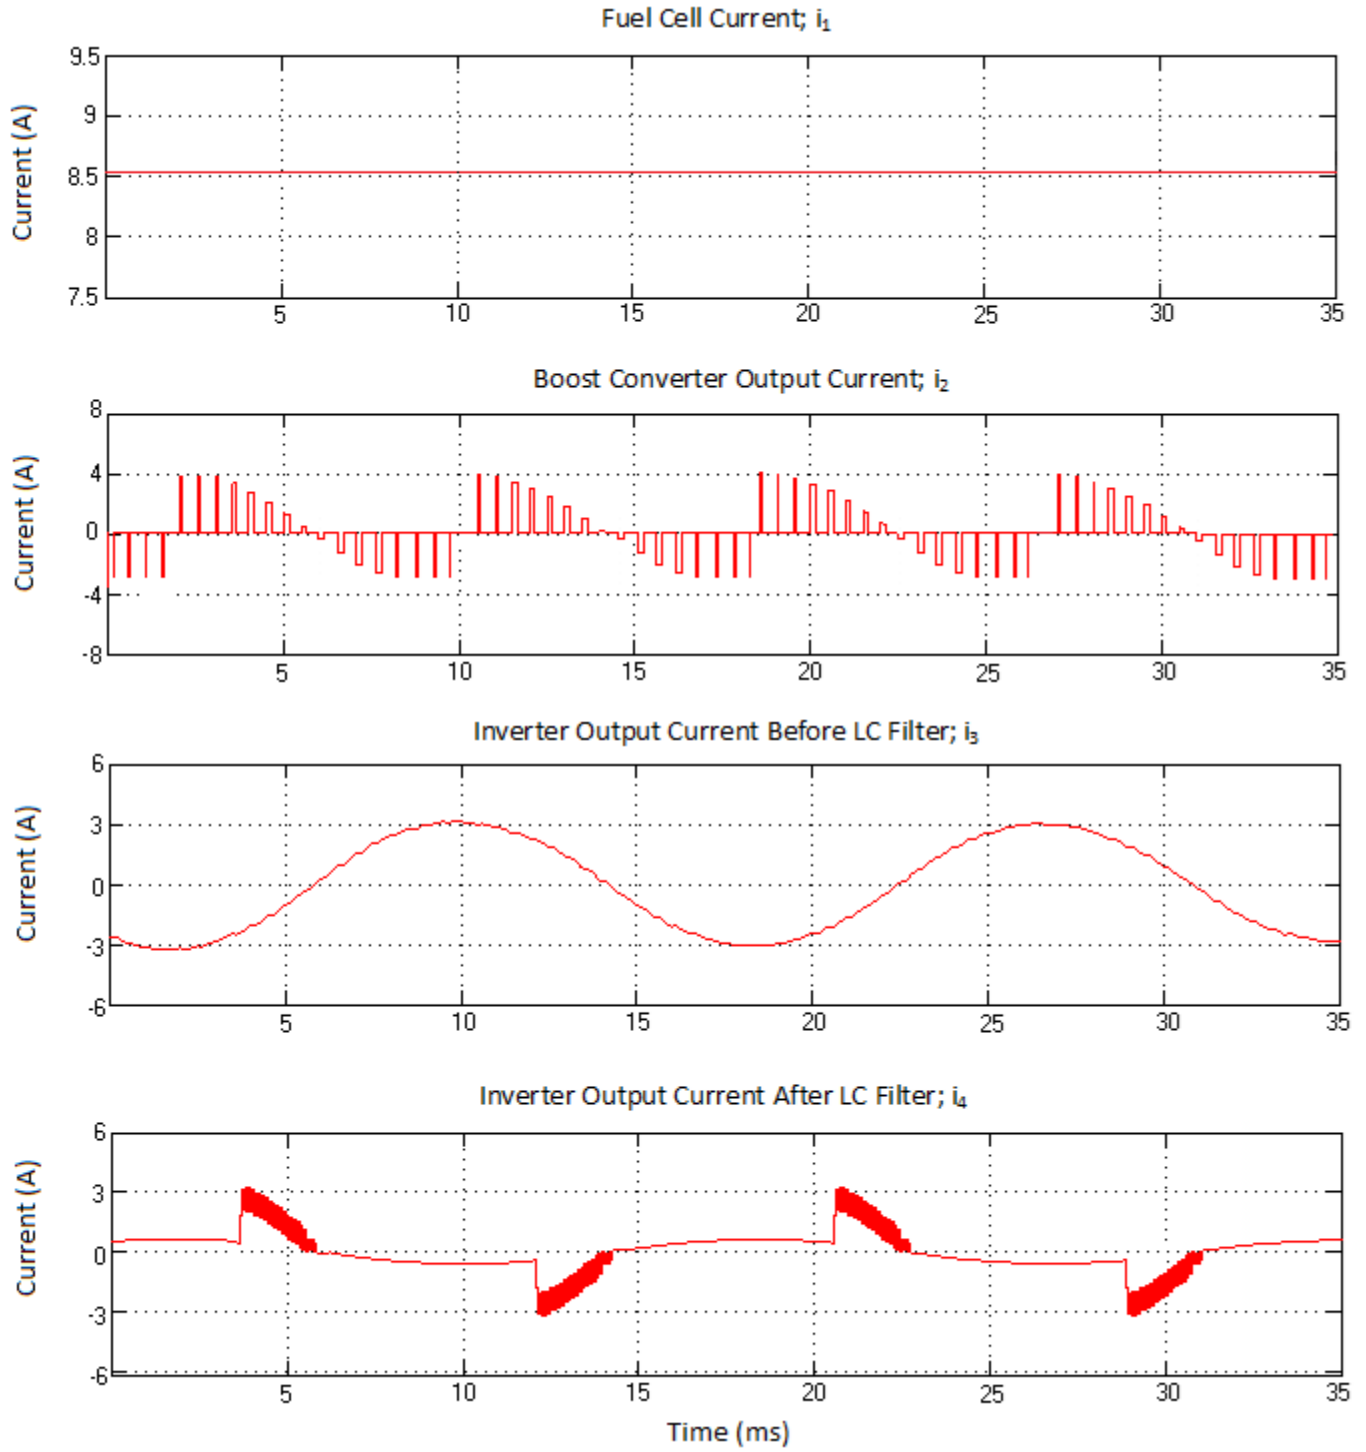 Fuel Cell Current; i₁
Current (A)
9.5
9
8.5
8
7.5
5 10 15 20 25 30 35
Boost Converter Output Current; i₂
Current (A)
8
4
0
-4
-8
5 10 15 20 25 30 35
Inverter Output Current Before LC Filter; i₃
Current (A)
6
3
0
-3
-6
5 10 15 20 25 30 35
Inverter Output Current After LC Filter; i₄
Current (A)
6
3
0
-3
-6
5 10 15 20 25 30 35
Time (ms)